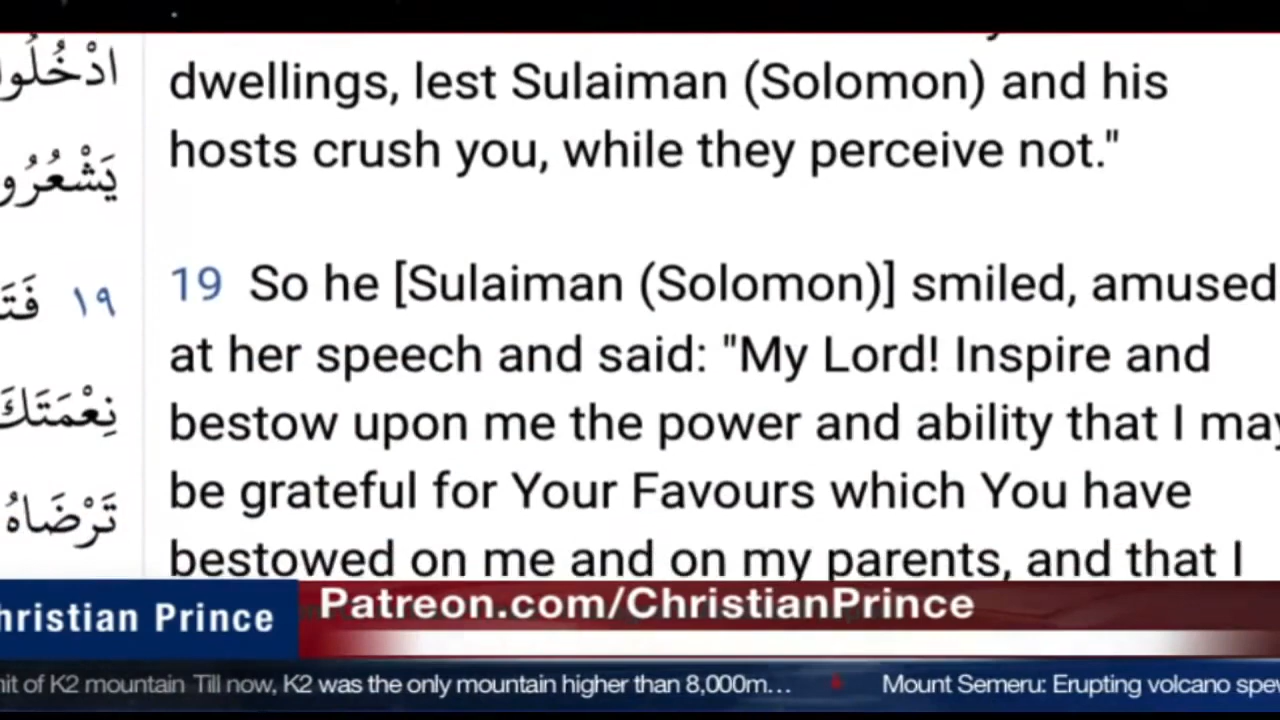 ادْخُلُوا
dwellings, lest Sulaiman (Solomon) and his
يَشْعُرُو
hosts crush you, while they perceive not."
١٩ فَتَ
19 So he [Sulaiman (Solomon)] smiled, amused
at her speech and said: "My Lord! Inspire and
نِعْمَتَكَ
bestow upon me the power and ability that I may
تَرْضَاهُ
be grateful for Your Favours which You have
bestowed on me and on my parents, and that I
hristian Prince
Patreon.com/ChristianPrince
nit of K2 mountain Till now, K2 was the only mountain higher than 8,000m... Mount Semeru: Erupting volcano spew